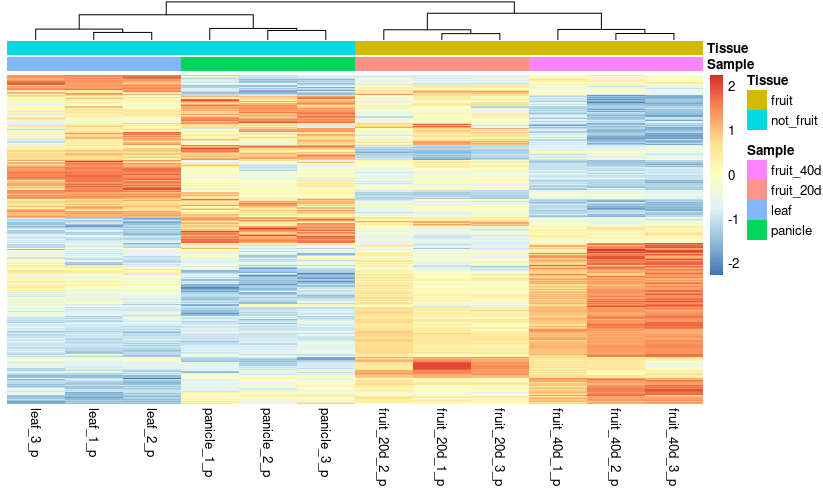 Tissue
Sample
2
1
0
-1
-2
Tissue
fruit
not_fruit
Sample
fruit_40d
fruit_20d
leaf
panicle
leaf_3_p
leaf_1_p
leaf_2_p
panicle_1_p
panicle_2_p
panicle_3_p
fruit_20d_2_p
fruit_20d_1_p
fruit_20d_3_p
fruit_40d_1_p
fruit_40d_2_p
fruit_40d_3_p